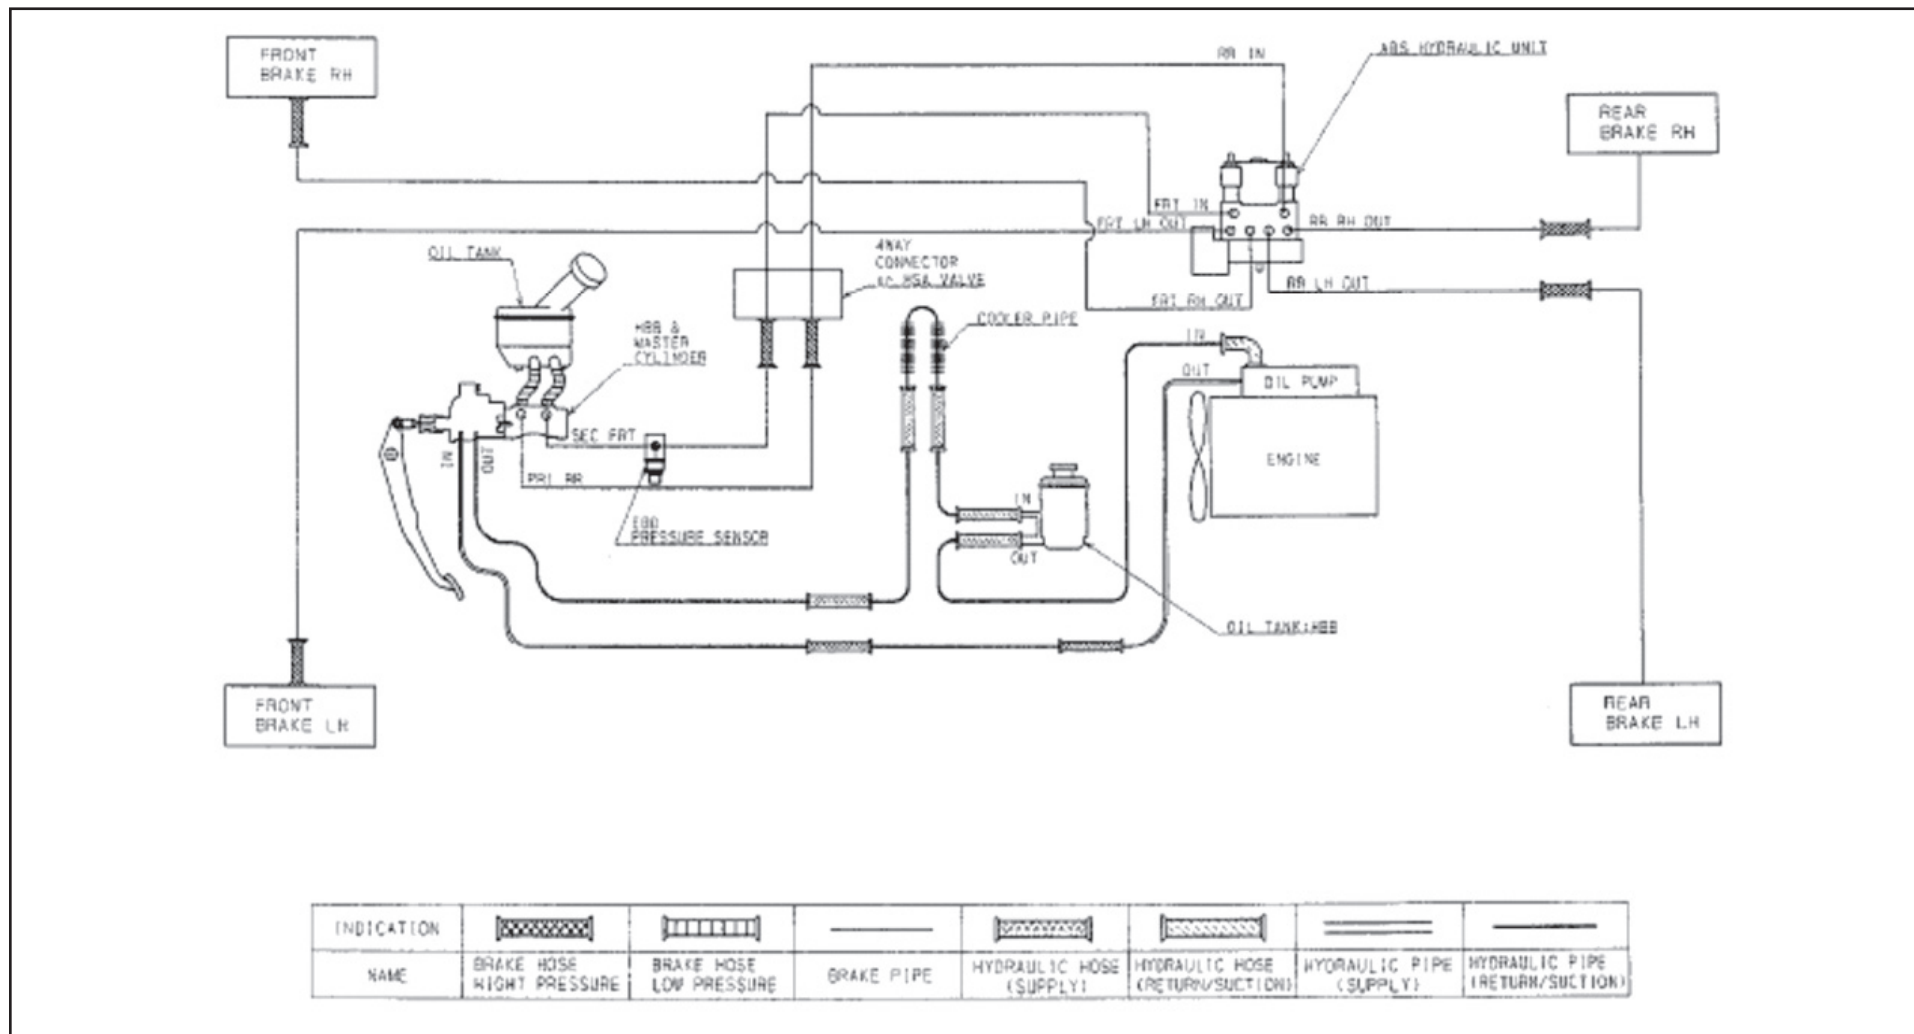 FRONT
BRAKE RH
RR IN
ABS HYDRAULIC UNIT
REAR
BRAKE RH
FRT IN
FRT LH OUT
RR RH OUT
OIL TANK
4WAY
CONNECTOR
or HSA VALVE
RR LH OUT
FRT RH OUT
HBB &
MASTER
CYLINDER
COOLER PIPE
IN
OUT
OIL PUMP
SEC FRT
IN
OUT
ENGINE
PRI RR
IN
EBD
PRESSURE SENSOR
OUT
OIL TANK:HBB
FRONT
BRAKE LH
REAR
BRAKE LH
INDICATION
NAME
BRAKE HOSE
HIGHT PRESSURE
BRAKE HOSE
LOW PRESSURE
BRAKE PIPE
HYDRAULIC HOSE
(SUPPLY)
HYDRAULIC HOSE
(RETURN/SUCTION)
HYDRAULIC PIPE
(SUPPLY)
HYDRAULIC PIPE
(RETURN/SUCTION)